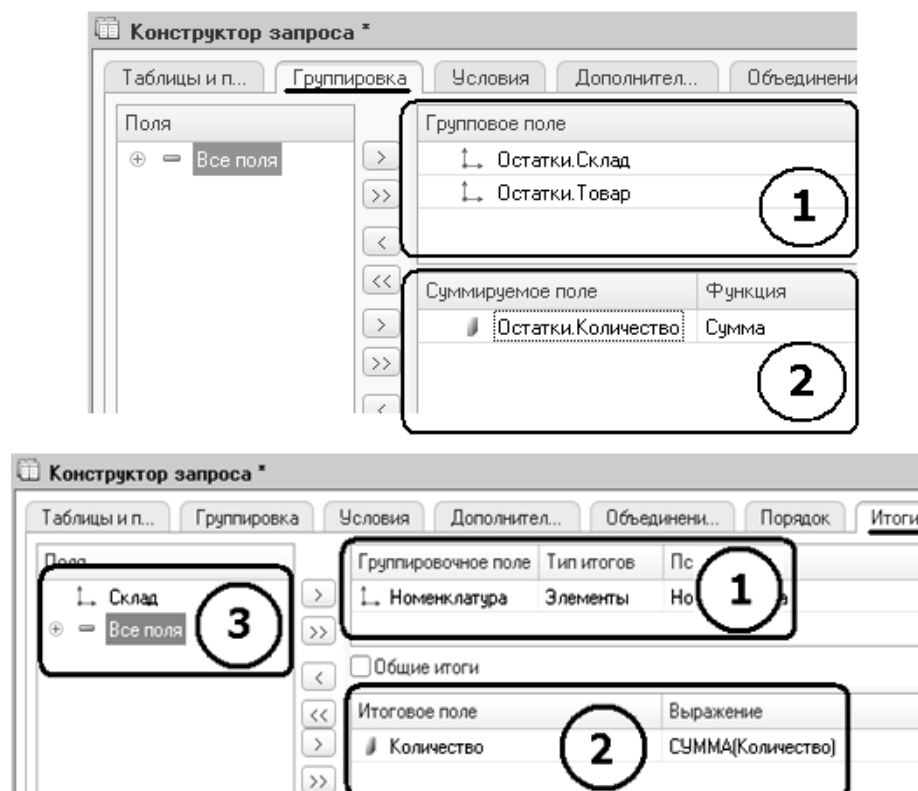 Конструктор запроса *
Таблицы и п... Группировка Условия Дополнител... Объединени
Поля Групповое поле
Все поля Остатки.Склад
Остатки.Товар
1
Суммируемое поле Функция
Остатки.Количество Сумма
2
Конструктор запроса *
Таблицы и п... Группировка Условия Дополнител... Объединени... Порядок Итоги
Поля Группировочное поле Тип итогов
Склад Номенклатура Элементы
1
Все поля
3
Общие итоги
Итоговое поле Выражение
Количество СУММА(Количество)
2